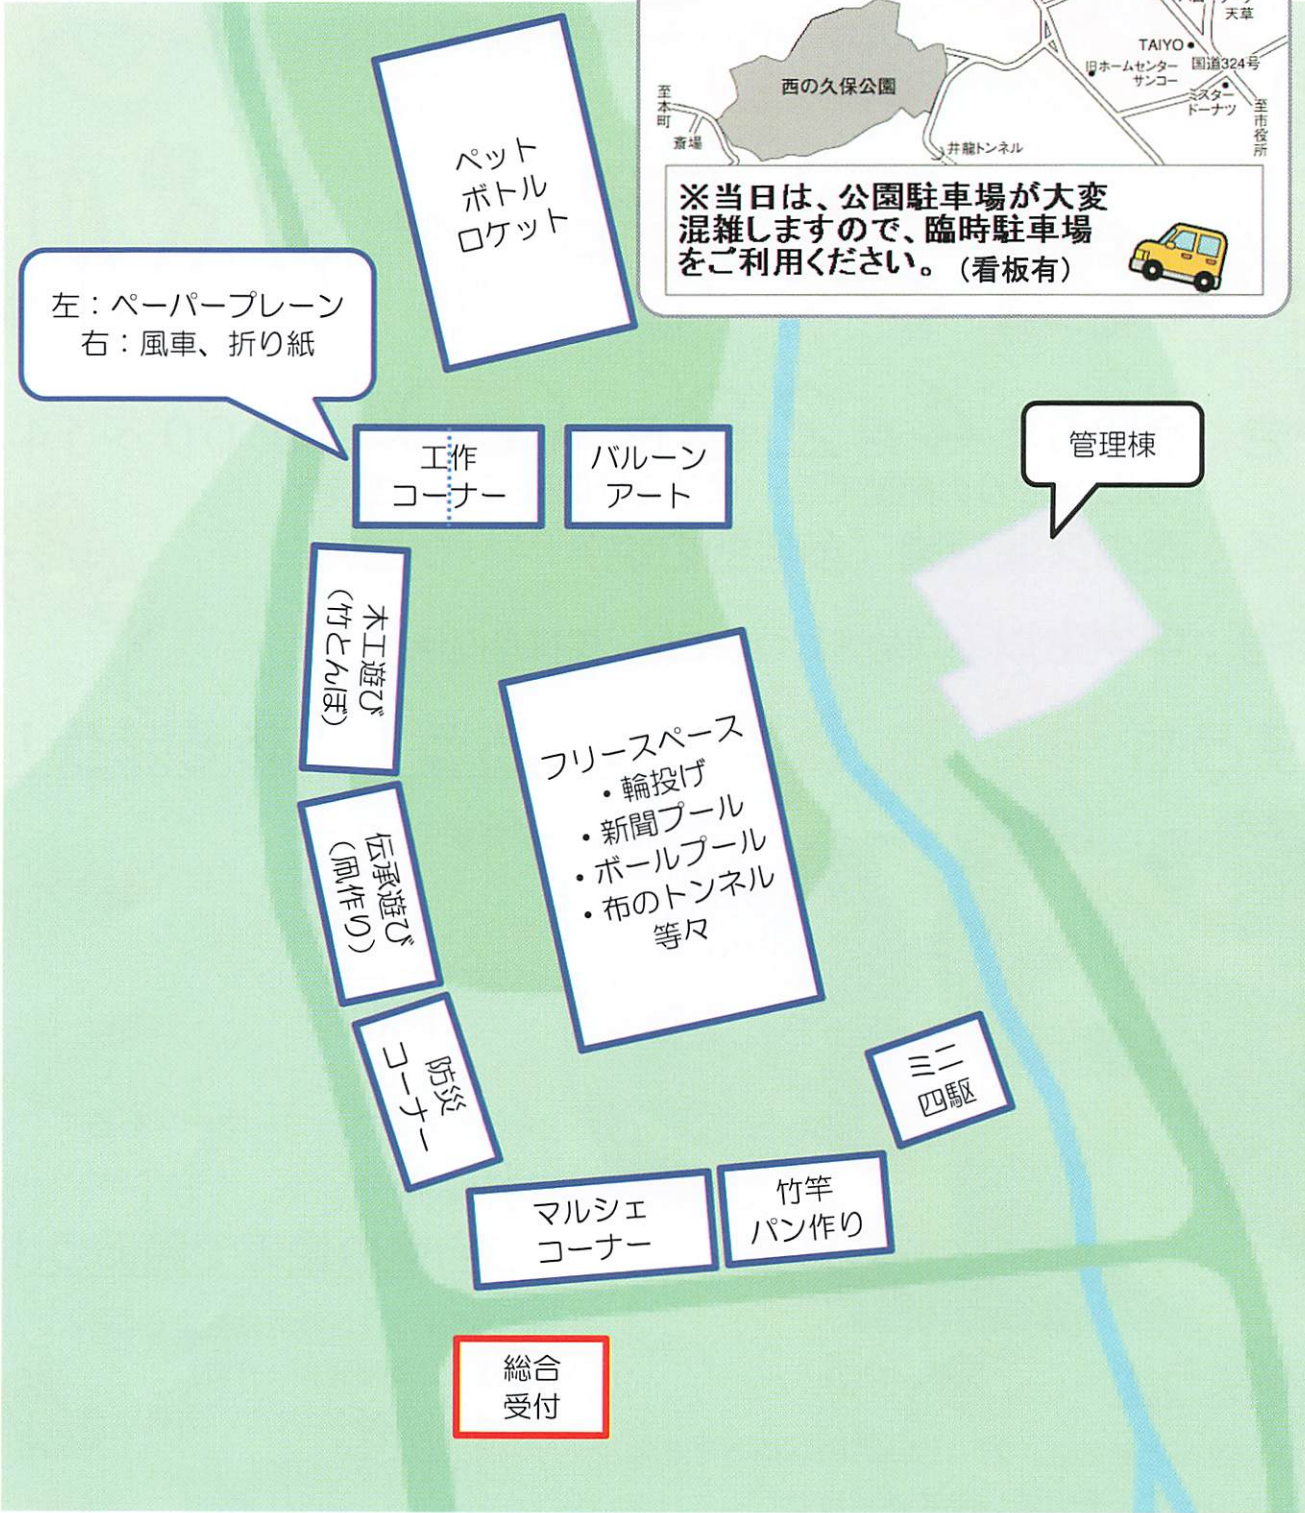 天草
TAIYO
旧ホームセンター
サンコー
国道324号
ミスター
ドーナツ
至市役所
西の久保公園
至本町
斎場
井龍トンネル
※当日は、公園駐車場が大変
混雑しますので、臨時駐車場
をご利用ください。（看板有）
ペット
ボトル
ロケット
左：ペーパープレーン
右：風車、折り紙
工作
コーナー
バルーン
アート
管理棟
木工遊び
（竹とんぼ）
フリースペース
・輪投げ
・新聞プール
・ボールプール
・布のトンネル
等々
伝承遊び
（凧作り）
防災
コーナー
ミニ
四駆
マルシェ
コーナー
竹竿
パン作り
総合
受付